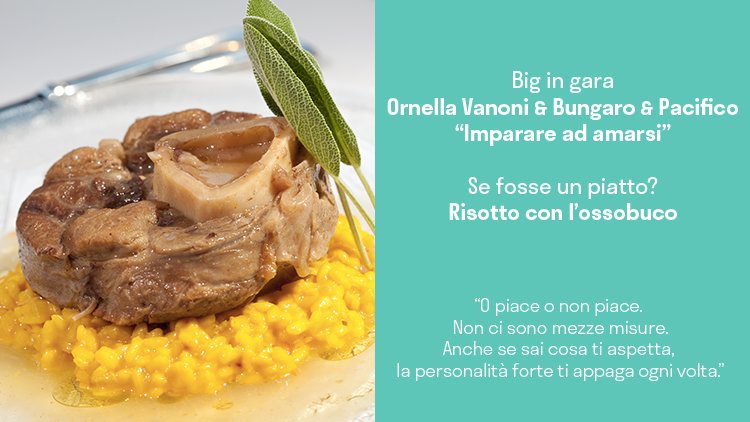 Big in gara
Ornella Vanoni & Bungaro & Pacifico
“Imparare ad amarsi”
Se fosse un piatto?
Risotto con l’ossobuco
“O piace o non piace.
Non ci sono mezze misure.
Anche se sai cosa ti aspetta,
la personalità forte ti appaga ogni volta.”